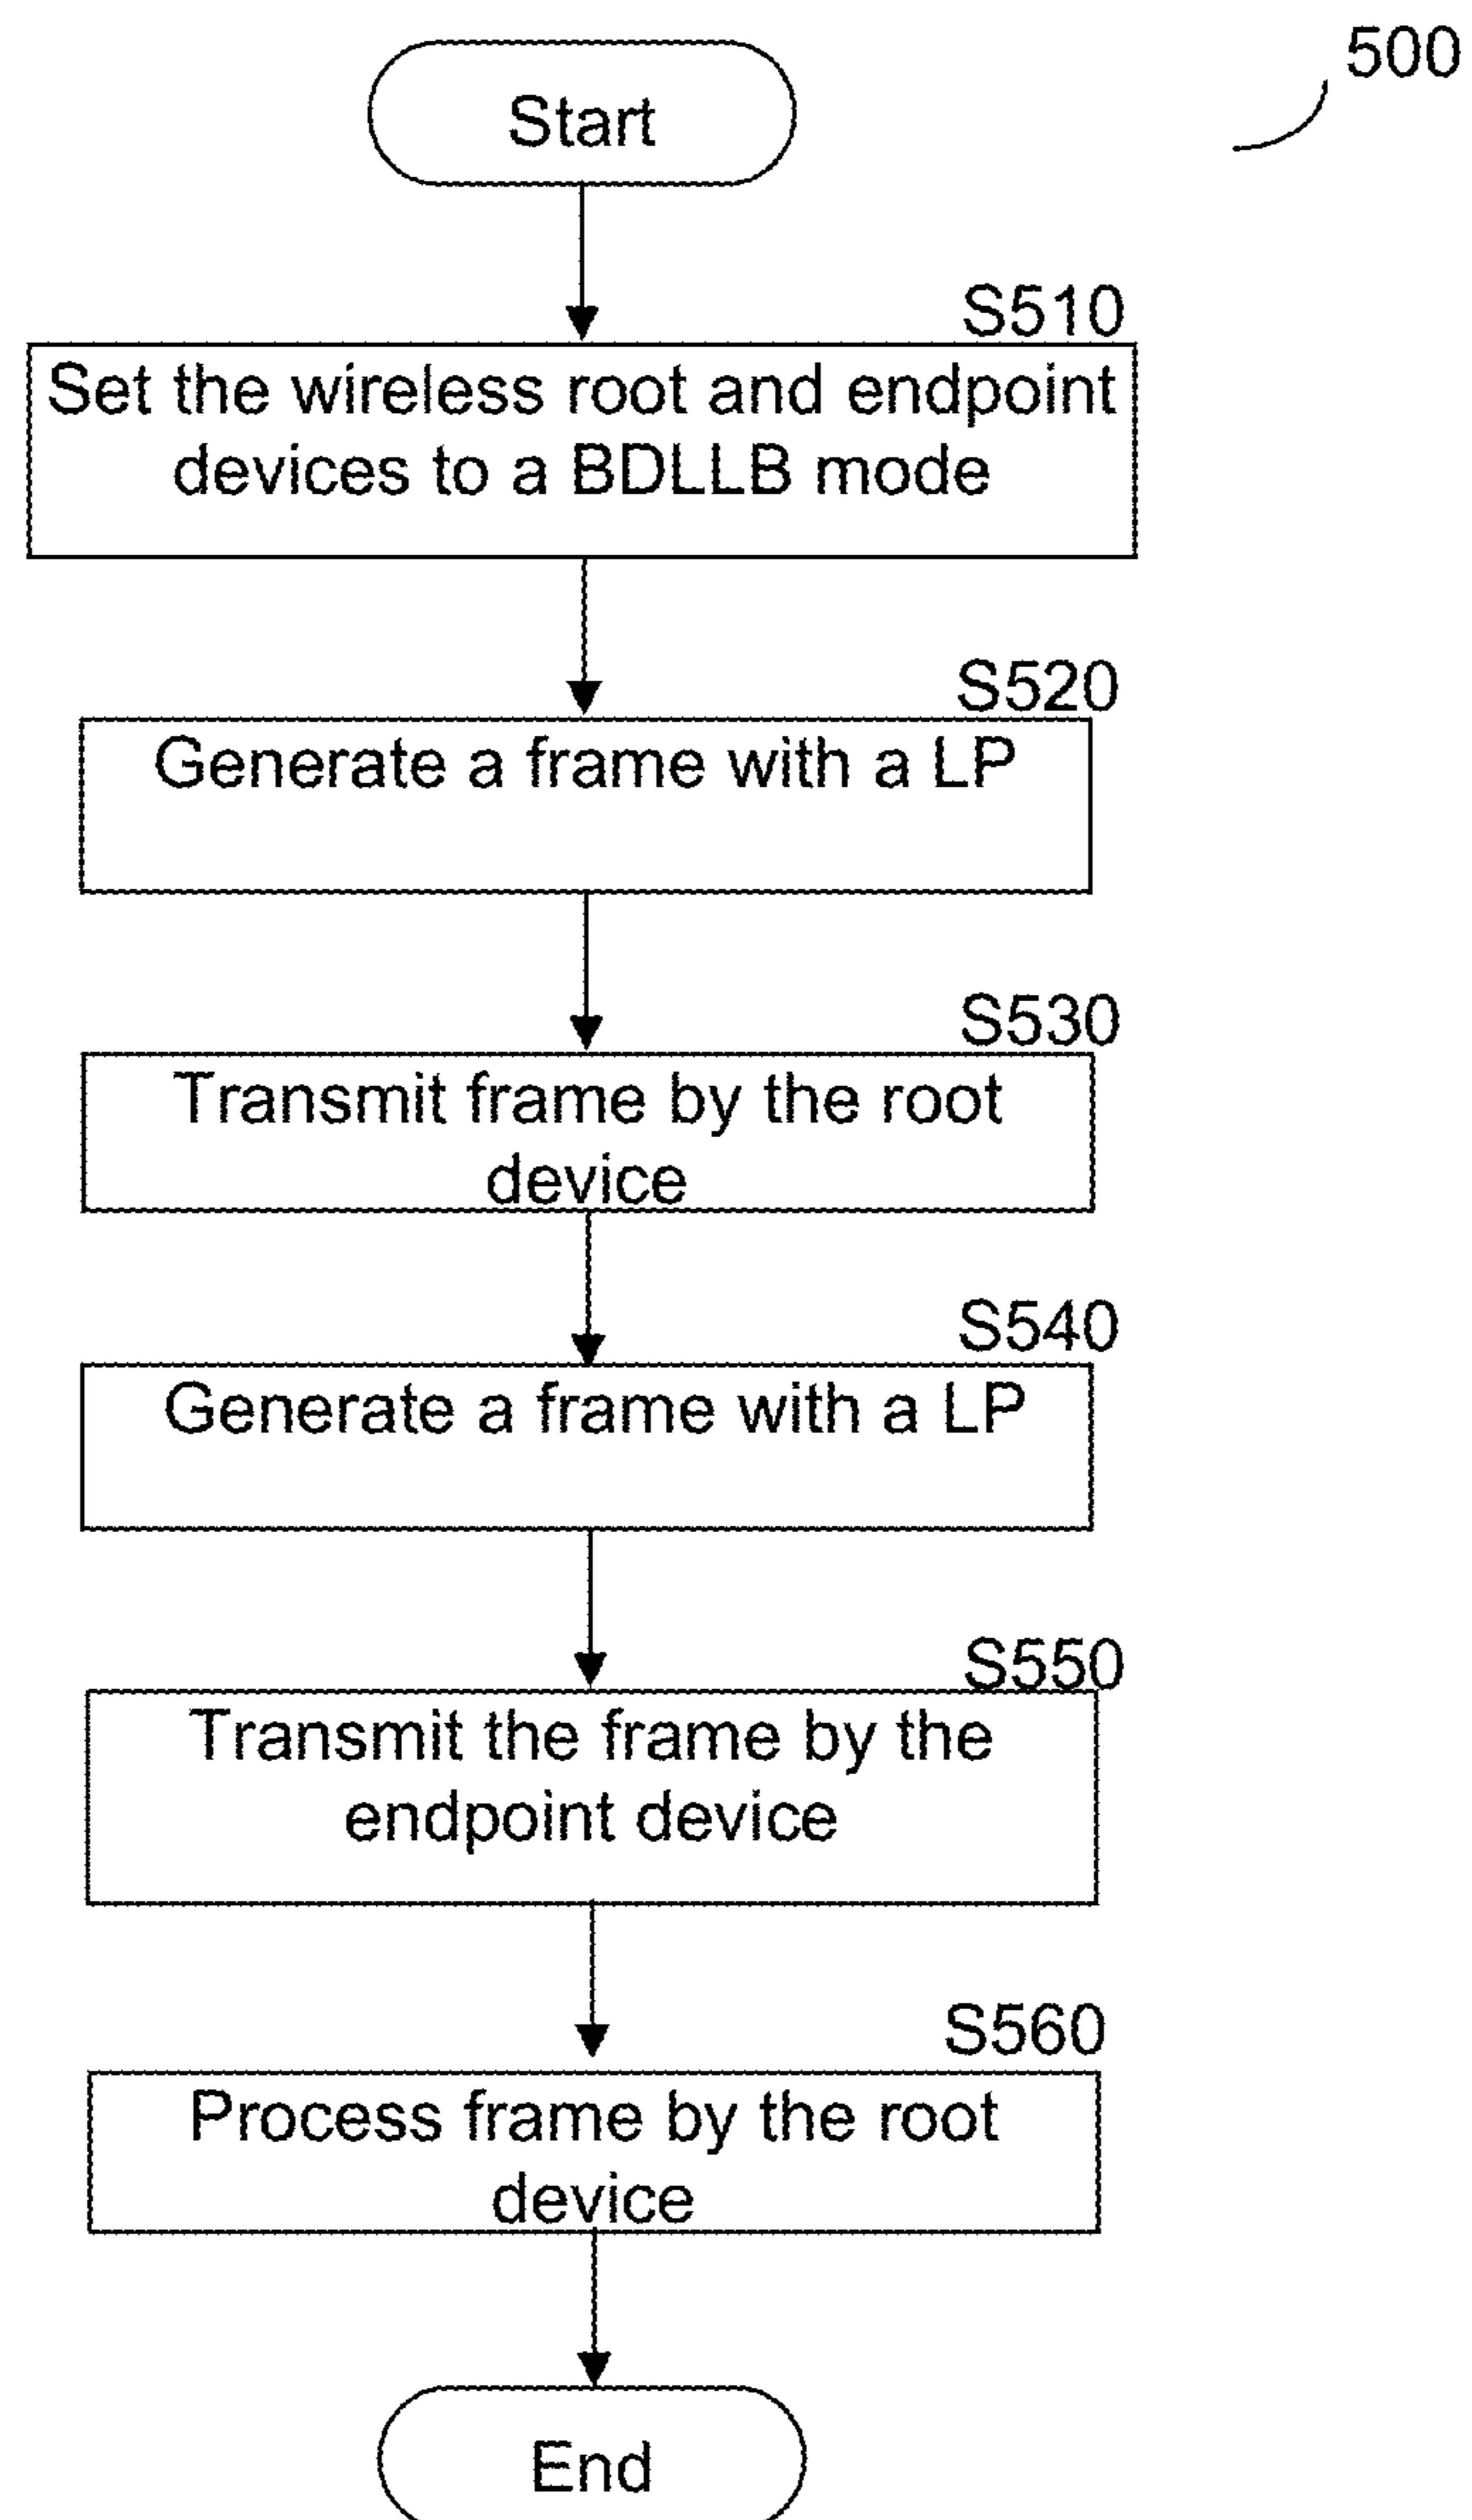 500
Start
S510
Set the wireless root and endpoint
devices to a BDLLB mode
S520
Generate a frame with a LP
S530
Transmit frame by the root
device
S540
Generate a frame with a LP
S550
Transmit the frame by the
endpoint device
S560
Process frame by the root
device
End